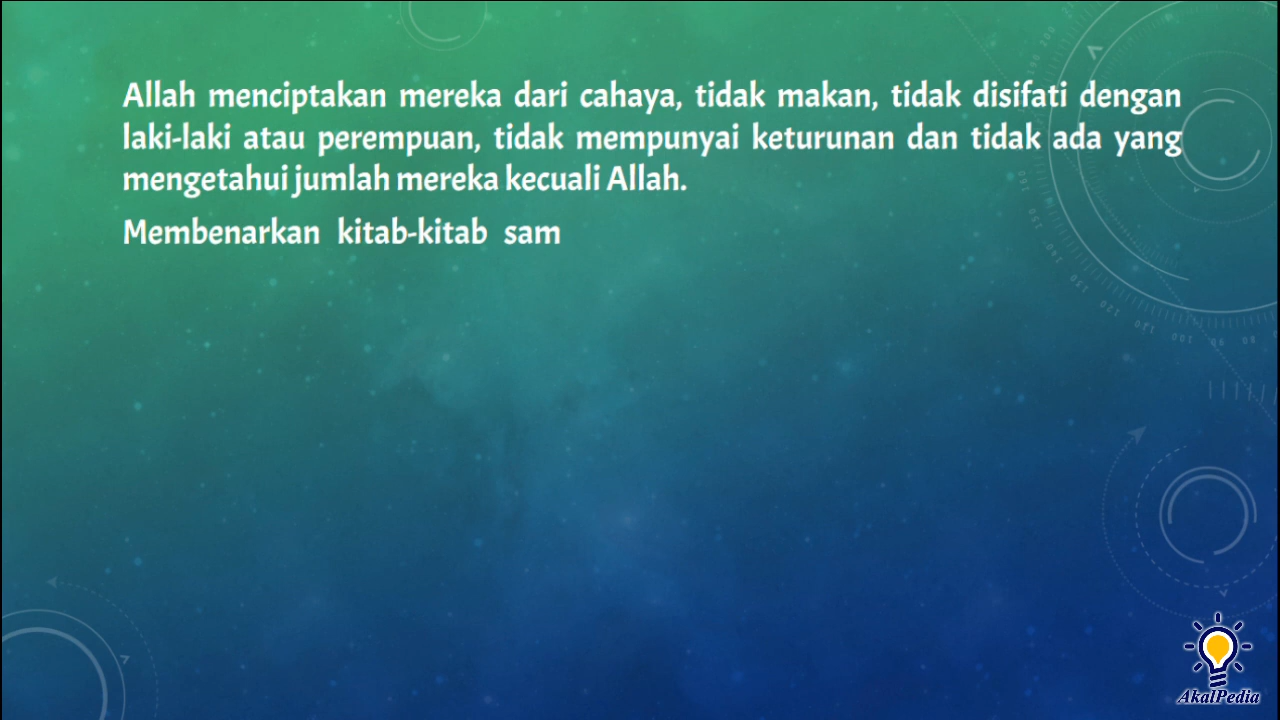 Allah menciptakan mereka dari cahaya, tidak makan, tidak disifati dengan
laki-laki atau perempuan, tidak mempunyai keturunan dan tidak ada yang
mengetahui jumlah mereka kecuali Allah.
Membenarkan kitab-kitab sam
AkalPedia